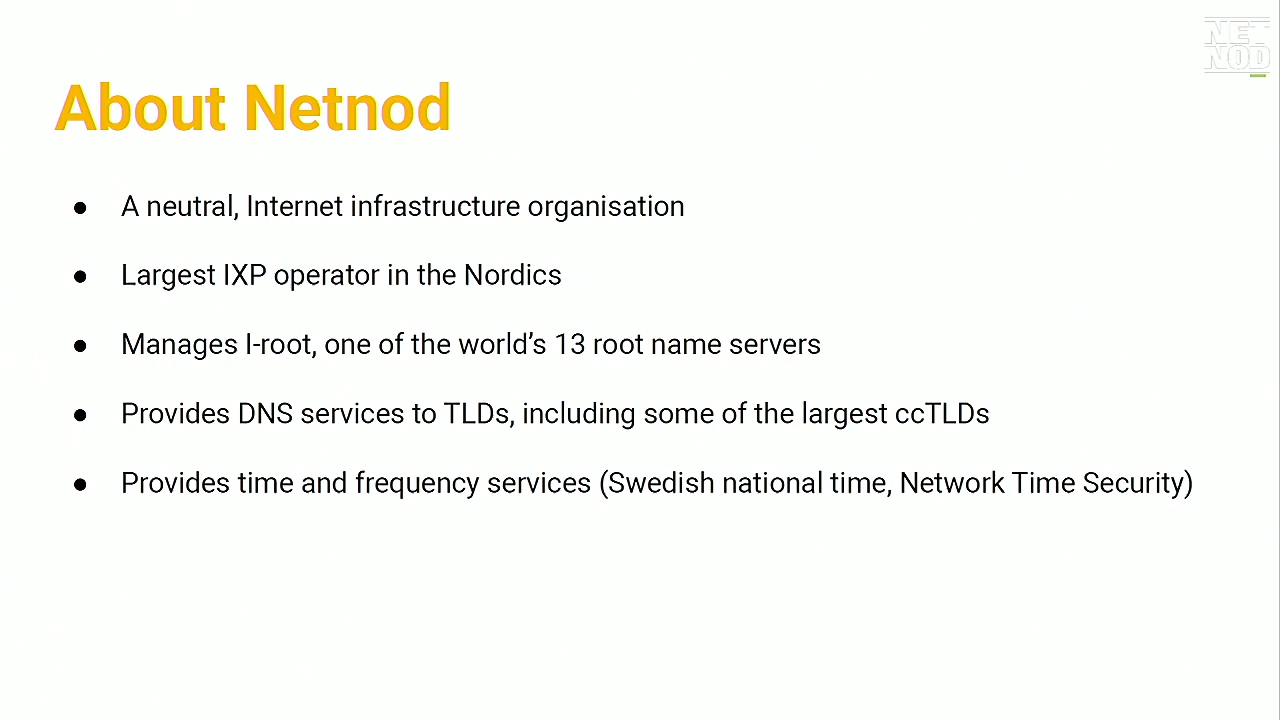 NET
NOD
About Netnod
● A neutral, Internet infrastructure organisation
● Largest IXP operator in the Nordics
● Manages I-root, one of the world’s 13 root name servers
● Provides DNS services to TLDs, including some of the largest ccTLDs
● Provides time and frequency services (Swedish national time, Network Time Security)